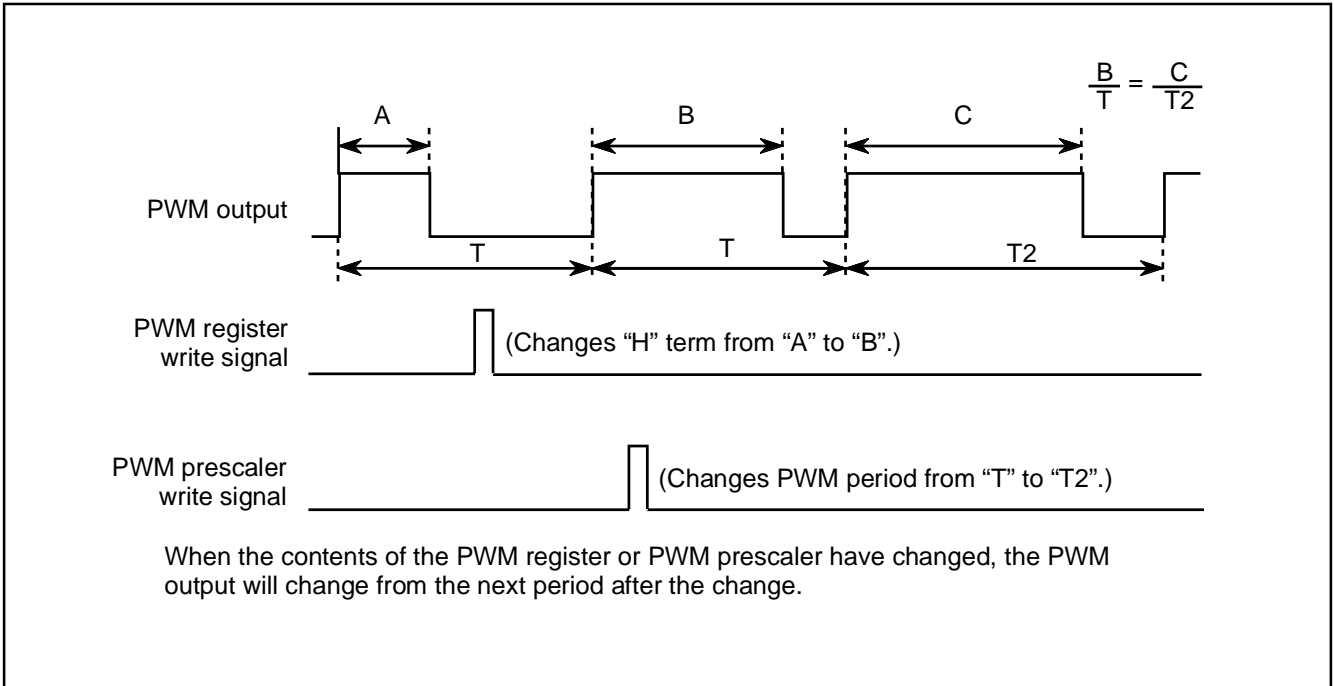 B = C
T T2
A B C
PWM output
T T T2
PWM register
write signal
(Changes “H” term from “A” to “B”.)
PWM prescaler
write signal
(Changes PWM period from “T” to “T2”.)
When the contents of the PWM register or PWM prescaler have changed, the PWM
output will change from the next period after the change.